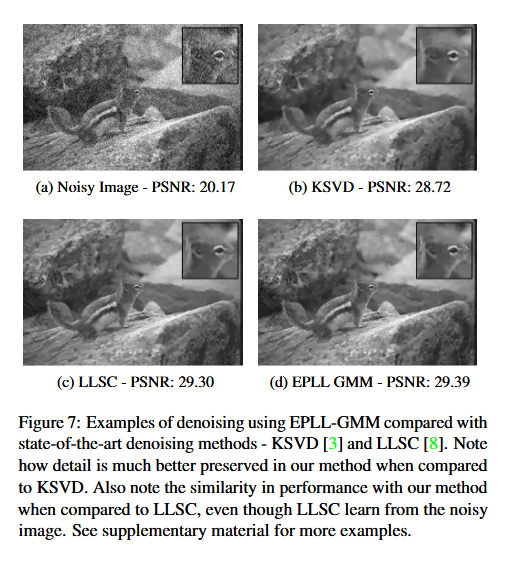 (a) Noisy Image - PSNR: 20.17
(b) KSVD - PSNR: 28.72
(c) LLSC - PSNR: 29.30
(d) EPLL GMM - PSNR: 29.39
Figure 7: Examples of denoising using EPLL-GMM compared with
state-of-the-art denoising methods - KSVD [3] and LLSC [8]. Note
how detail is much better preserved in our method when compared
to KSVD. Also note the similarity in performance with our method
when compared to LLSC, even though LLSC learn from the noisy
image. See supplementary material for more examples.